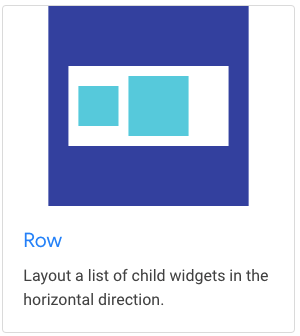 Row
Layout a list of child widgets in the
horizontal direction.